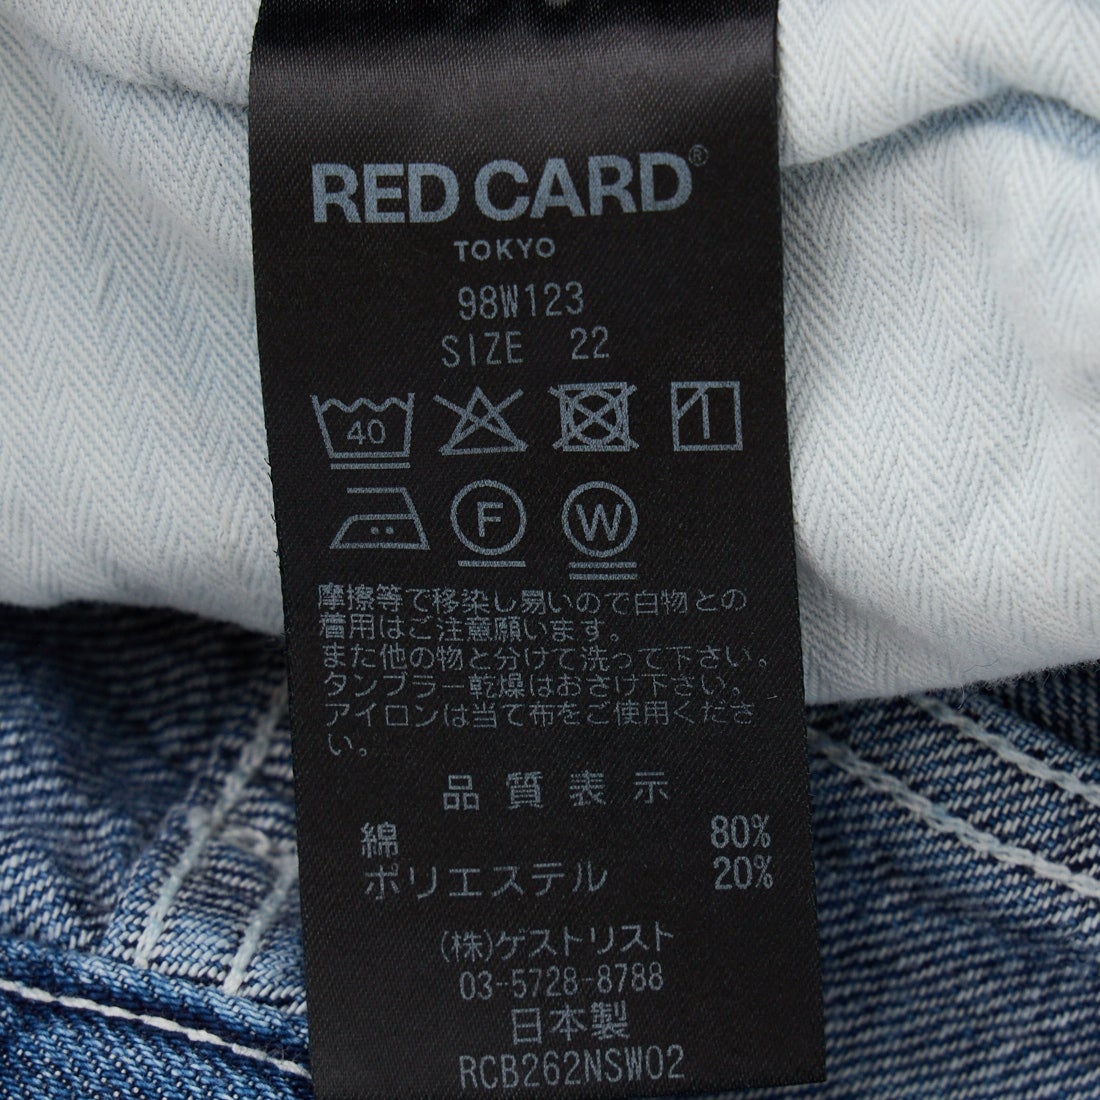 RED CARD®
TOKYO
98W123
SIZE 22
40
F W
摩擦等で移染し易いので白物との
着用はご注意願います。
また他の物と分けて洗って下さい。
タンブラー乾燥はおさけ下さい。
アイロンは当て布をご使用くださ
い。
品質表示
綿 80%
ポリエステル 20%
(株)ゲストリスト
03-5728-8788
日本製
RCB262NSW02